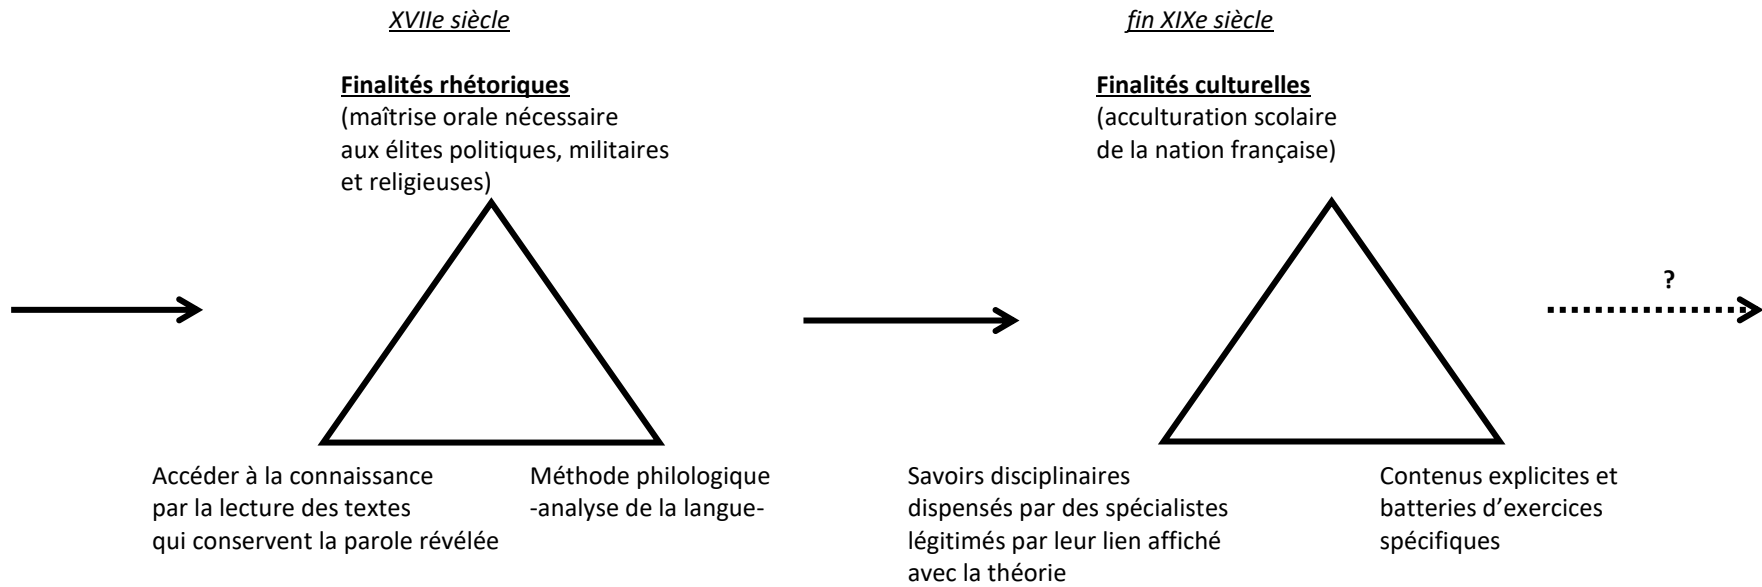 XVIIe siècle
Finalités rhétoriques
(maîtrise orale nécessaire
aux élites politiques, militaires
et religieuses)
Accéder à la connaissance
par la lecture des textes
qui conservent la parole révélée
Méthode philologique
-analyse de la langue-
fin XIXe siècle
Finalités culturelles
(acculturation scolaire
de la nation française)
Savoirs disciplinaires
dispensés par des spécialistes
légitimés par leur lien affiché
avec la théorie
Contenus explicites et
batteries d’exercices
spécifiques
?